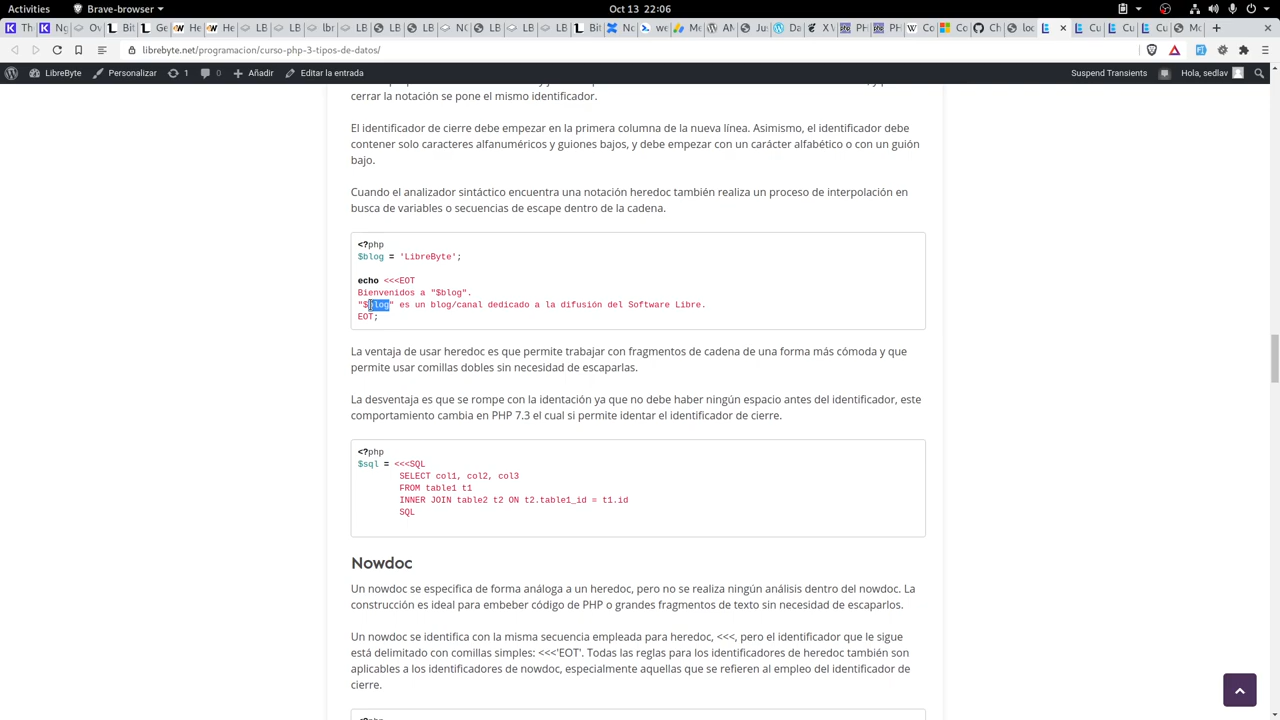 Activities
Brave-browser
Oct 13 22:06
librebyte.net/programacion/curso-php-3-tipos-de-datos/
LibreByte
Personalizar
1
0
Añadir
Editar la entrada
Suspend Transients
Hola, sedlav
cerrar la notación se pone el mismo identificador.
El identificador de cierre debe empezar en la primera columna de la nueva línea. Asimismo, el identificador debe
contener solo caracteres alfanuméricos y guiones bajos, y debe empezar con un carácter alfabético o con un guión
bajo.
Cuando el analizador sintáctico encuentra una notación heredoc también realiza un proceso de interpolación en
busca de variables o secuencias de escape dentro de la cadena.
<?php
$blog = 'LibreByte';
echo <<<EOT
Bienvenidos a "$blog".
"$blog" es un blog/canal dedicado a la difusión del Software Libre.
EOT;
La ventaja de usar heredoc es que permite trabajar con fragmentos de cadena de una forma más cómoda y que
permite usar comillas dobles sin necesidad de escaparlas.
La desventaja es que se rompe con la identación ya que no debe haber ningún espacio antes del identificador, este
comportamiento cambia en PHP 7.3 el cual si permite identar el identificador de cierre.
<?php
$sql = <<<SQL
SELECT col1, col2, col3
FROM table1 t1
INNER JOIN table2 t2 ON t2.table1_id = t1.id
SQL
Nowdoc
Un nowdoc se especifica de forma análoga a un heredoc, pero no se realiza ningún análisis dentro del nowdoc. La
construcción es ideal para embeber código de PHP o grandes fragmentos de texto sin necesidad de escaparlos.
Un nowdoc se identifica con la misma secuencia empleada para heredoc, <<<, pero el identificador que le sigue
está delimitado con comillas simples: <<<'EOT'. Todas las reglas para los identificadores de heredoc también son
aplicables a los identificadores de nowdoc, especialmente aquellas que se refieren al empleo del identificador de
cierre.